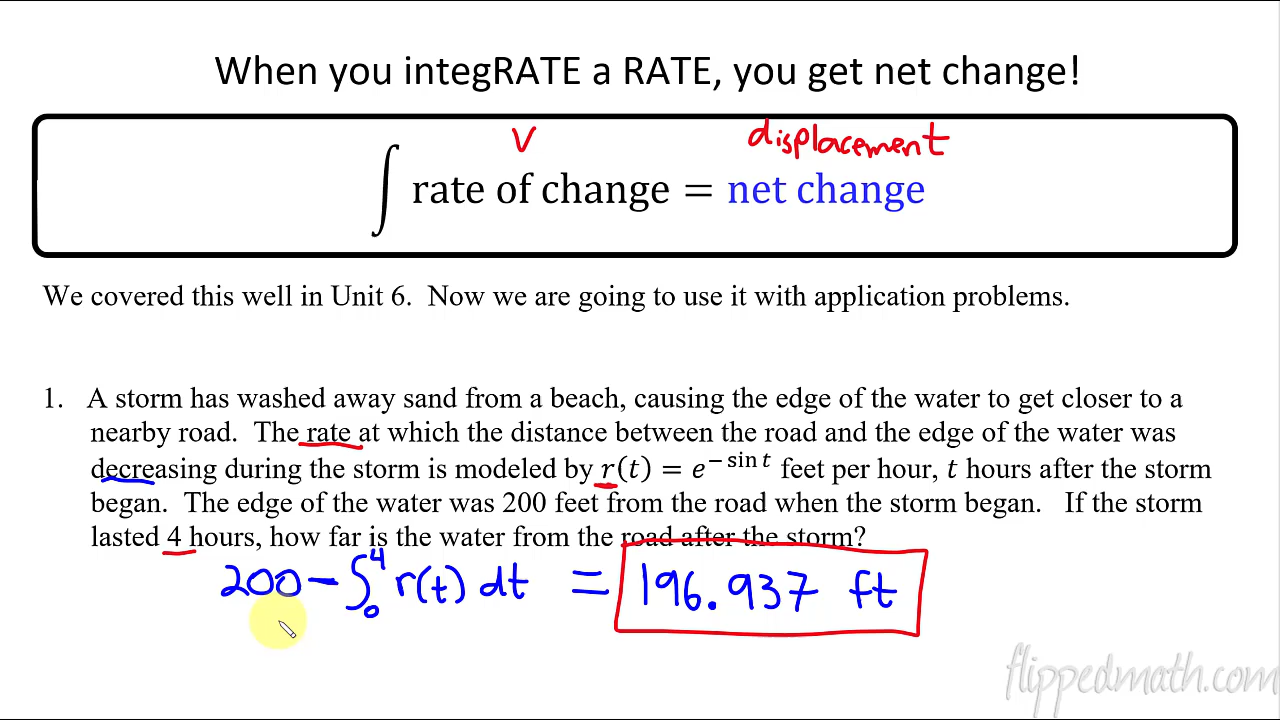 When you integRATE a RATE, you get net change!
v displacement
∫ rate of change = net change
We covered this well in Unit 6. Now we are going to use it with application problems.
1. A storm has washed away sand from a beach, causing the edge of the water to get closer to a
nearby road. The rate at which the distance between the road and the edge of the water was
decreasing during the storm is modeled by r(t) = e^{−sin t} feet per hour, t hours after the storm
began. The edge of the water was 200 feet from the road when the storm began. If the storm
lasted 4 hours, how far is the water from the road after the storm?
200 − ∫₀⁴ r(t) dt = 196.937 ft
flippedmath.com